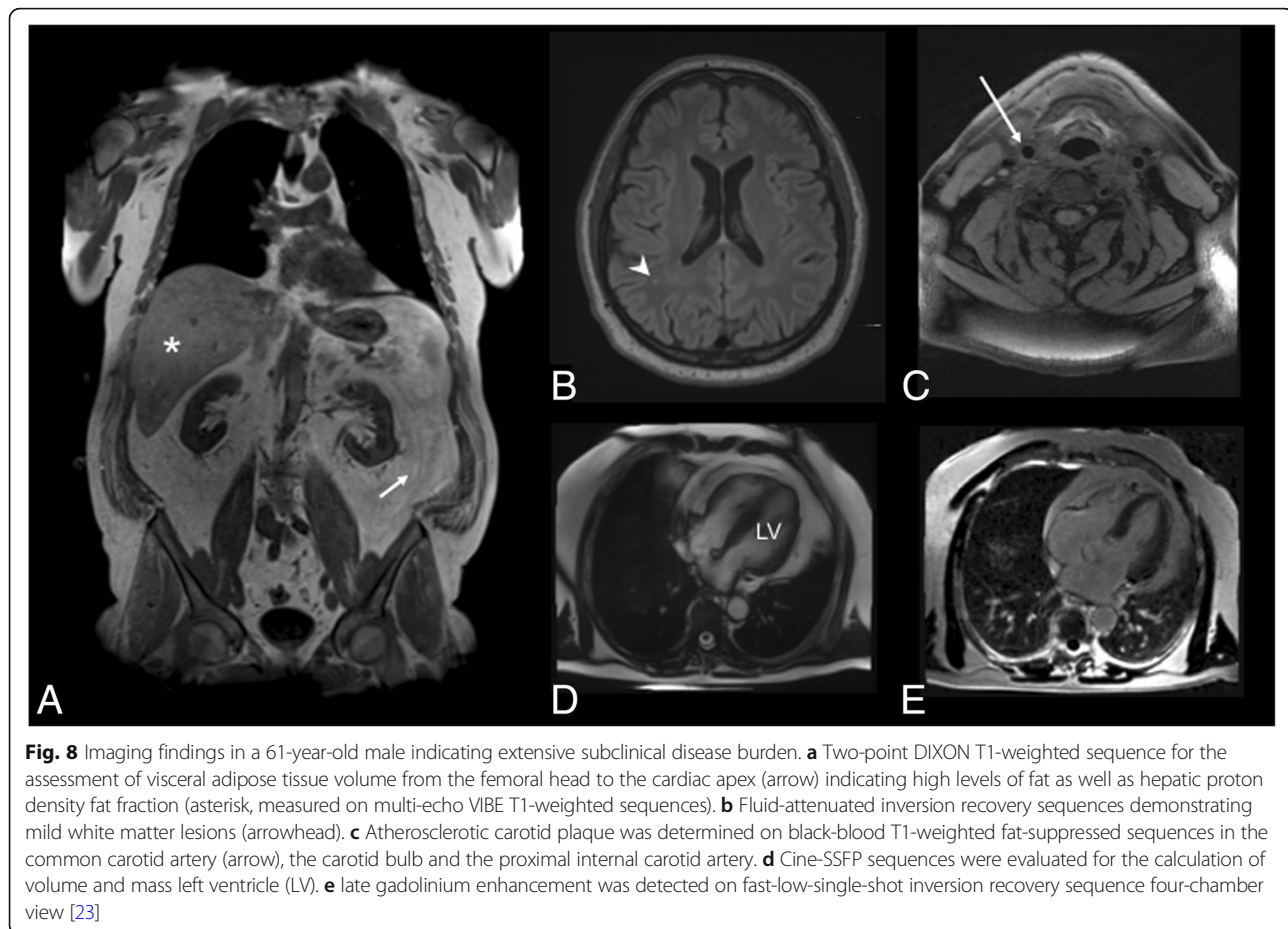 *
A
B
C
LV
D
E
Fig. 8 Imaging findings in a 61-year-old male indicating extensive subclinical disease burden. a Two-point DIXON T1-weighted sequence for the
assessment of visceral adipose tissue volume from the femoral head to the cardiac apex (arrow) indicating high levels of fat as well as hepatic proton
density fat fraction (asterisk, measured on multi-echo VIBE T1-weighted sequences). b Fluid-attenuated inversion recovery sequences demonstrating
mild white matter lesions (arrowhead). c Atherosclerotic carotid plaque was determined on black-blood T1-weighted fat-suppressed sequences in the
common carotid artery (arrow), the carotid bulb and the proximal internal carotid artery. d Cine-SSFP sequences were evaluated for the calculation of
volume and mass left ventricle (LV). e late gadolinium enhancement was detected on fast-low-single-shot inversion recovery sequence four-chamber
view [23]